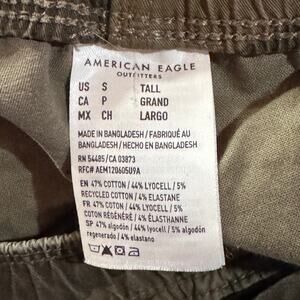 AMERICAN EAGLE
OUTFITTERS
US S TALL
CA P GRAND
MX CH LARGO
MADE IN BANGLADESH / FABRIQUÉ AU
BANGLADESH / HECHO EN BANGLADESH
RN 54485/CA 03873
RFC# AEM120605U9A
EN 47% COTTON / 44% LYOCELL / 5%
RECYCLED COTTON / 4% ELASTANE
FR 47% COTON / 44% LYOCELL / 5%
COTON RÉGÉNÉRÉ / 4% ÉLASTHANNE
SP 47% algodón / 44% lyocell / 5% algodón
regenerado / 4% elastano